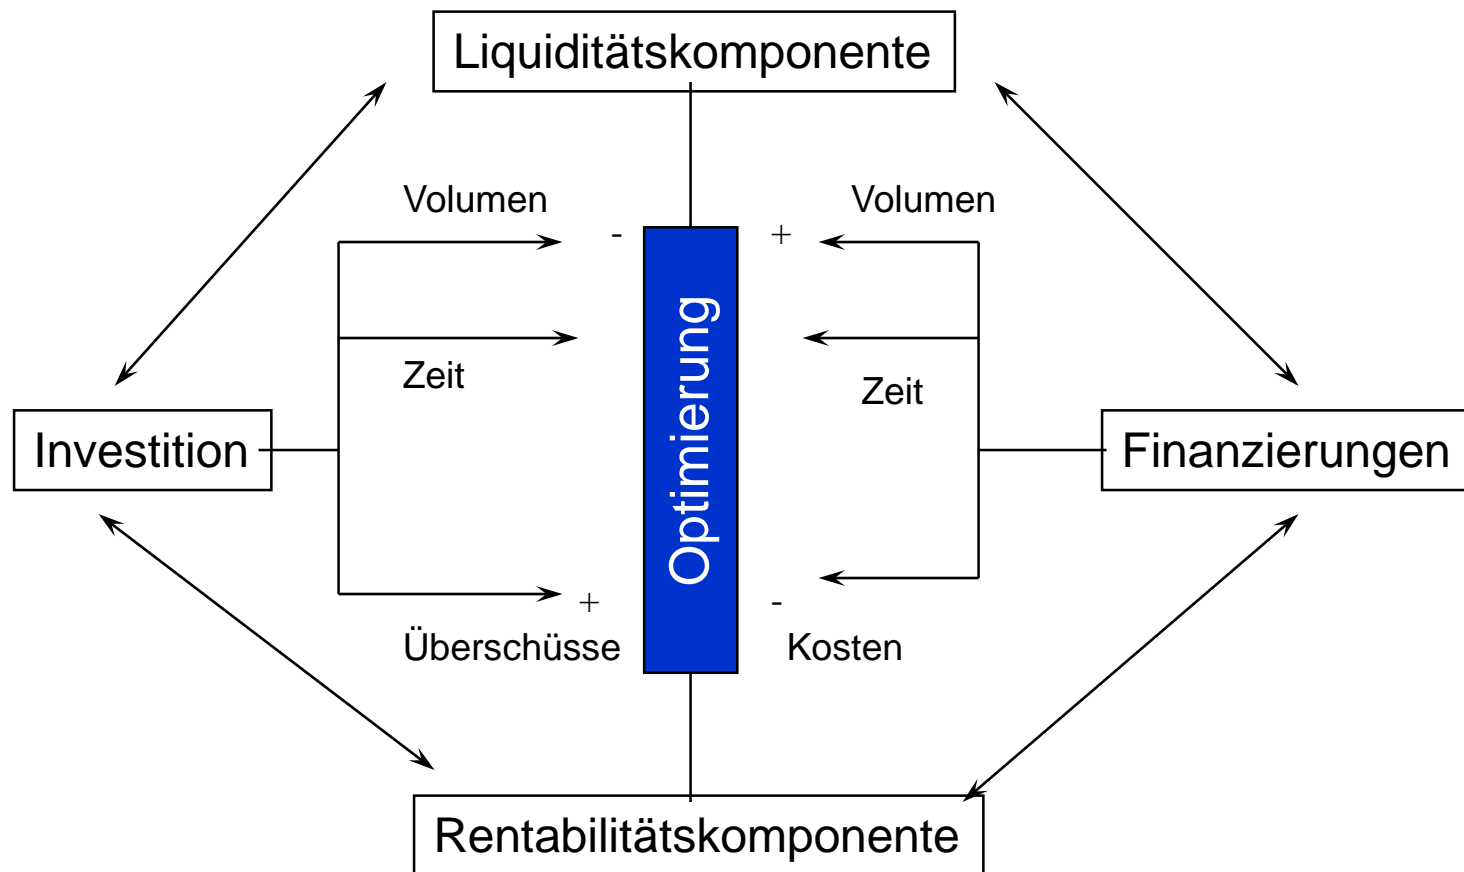 Liquiditätskomponente
Volumen
Volumen
-
+
Zeit
Zeit
Investition
Optimierung
Finanzierungen
+
-
Überschüsse
Kosten
Rentabilitätskomponente